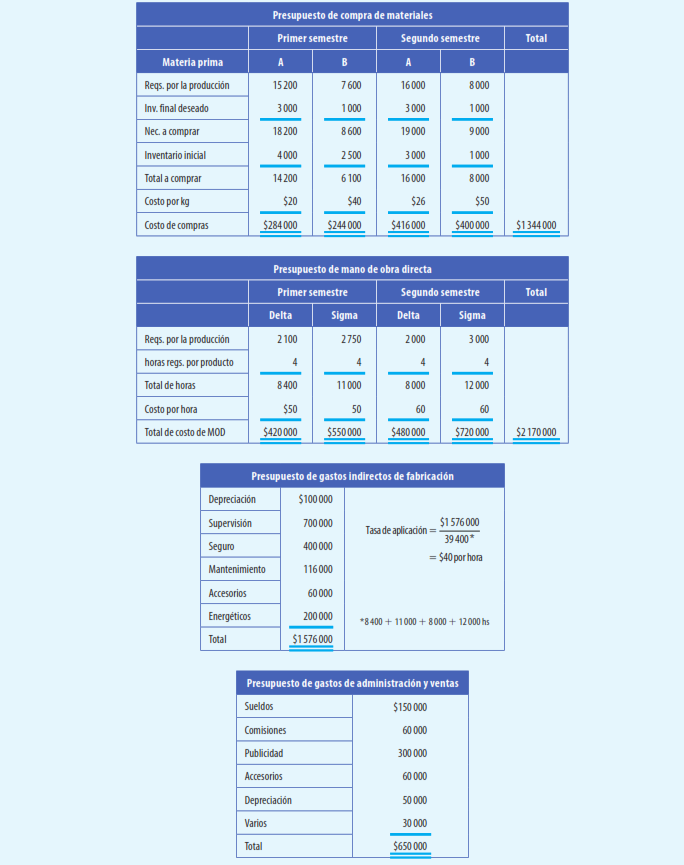 Presupuesto de compra de materiales
Primer semestre Segundo semestre Total
Materia prima A B A B
Reqs. por la producción 15 200 7 600 16 000 8 000
Inv. final deseado 3 000 1 000 3 000 1 000
Nec. a comprar 18 200 8 600 19 000 9 000
Inventario inicial 4 000 2 500 3 000 1 000
Total a comprar 14 200 6 100 16 000 8 000
Costo por kg $20 $40 $26 $50
Costo de compras $284 000 $244 000 $416 000 $400 000 $1 344 000
Presupuesto de mano de obra directa
Primer semestre Segundo semestre Total
Delta Sigma Delta Sigma
Reqs. por la producción 2 100 2 750 2 000 3 000
horas reqs. por producto 4 4 4 4
Total de horas 8 400 11 000 8 000 12 000
Costo por hora $50 50 60 60
Total de costo de MOD $420 000 $550 000 $480 000 $720 000 $2 170 000
Presupuesto de gastos indirectos de fabricación
Depreciación $100 000
Supervisión 700 000
Seguro 400 000
Mantenimiento 116 000
Accesorios 60 000
Energéticos 200 000
Total $1 576 000
Tasa de aplicación = $1 576 000
39 400*
= $40 por hora
*8 400 + 11 000 + 8 000 + 12 000 hs
Presupuesto de gastos de administración y ventas
Sueldos $150 000
Comisiones 60 000
Publicidad 300 000
Accesorios 60 000
Depreciación 50 000
Varios 30 000
Total $650 000